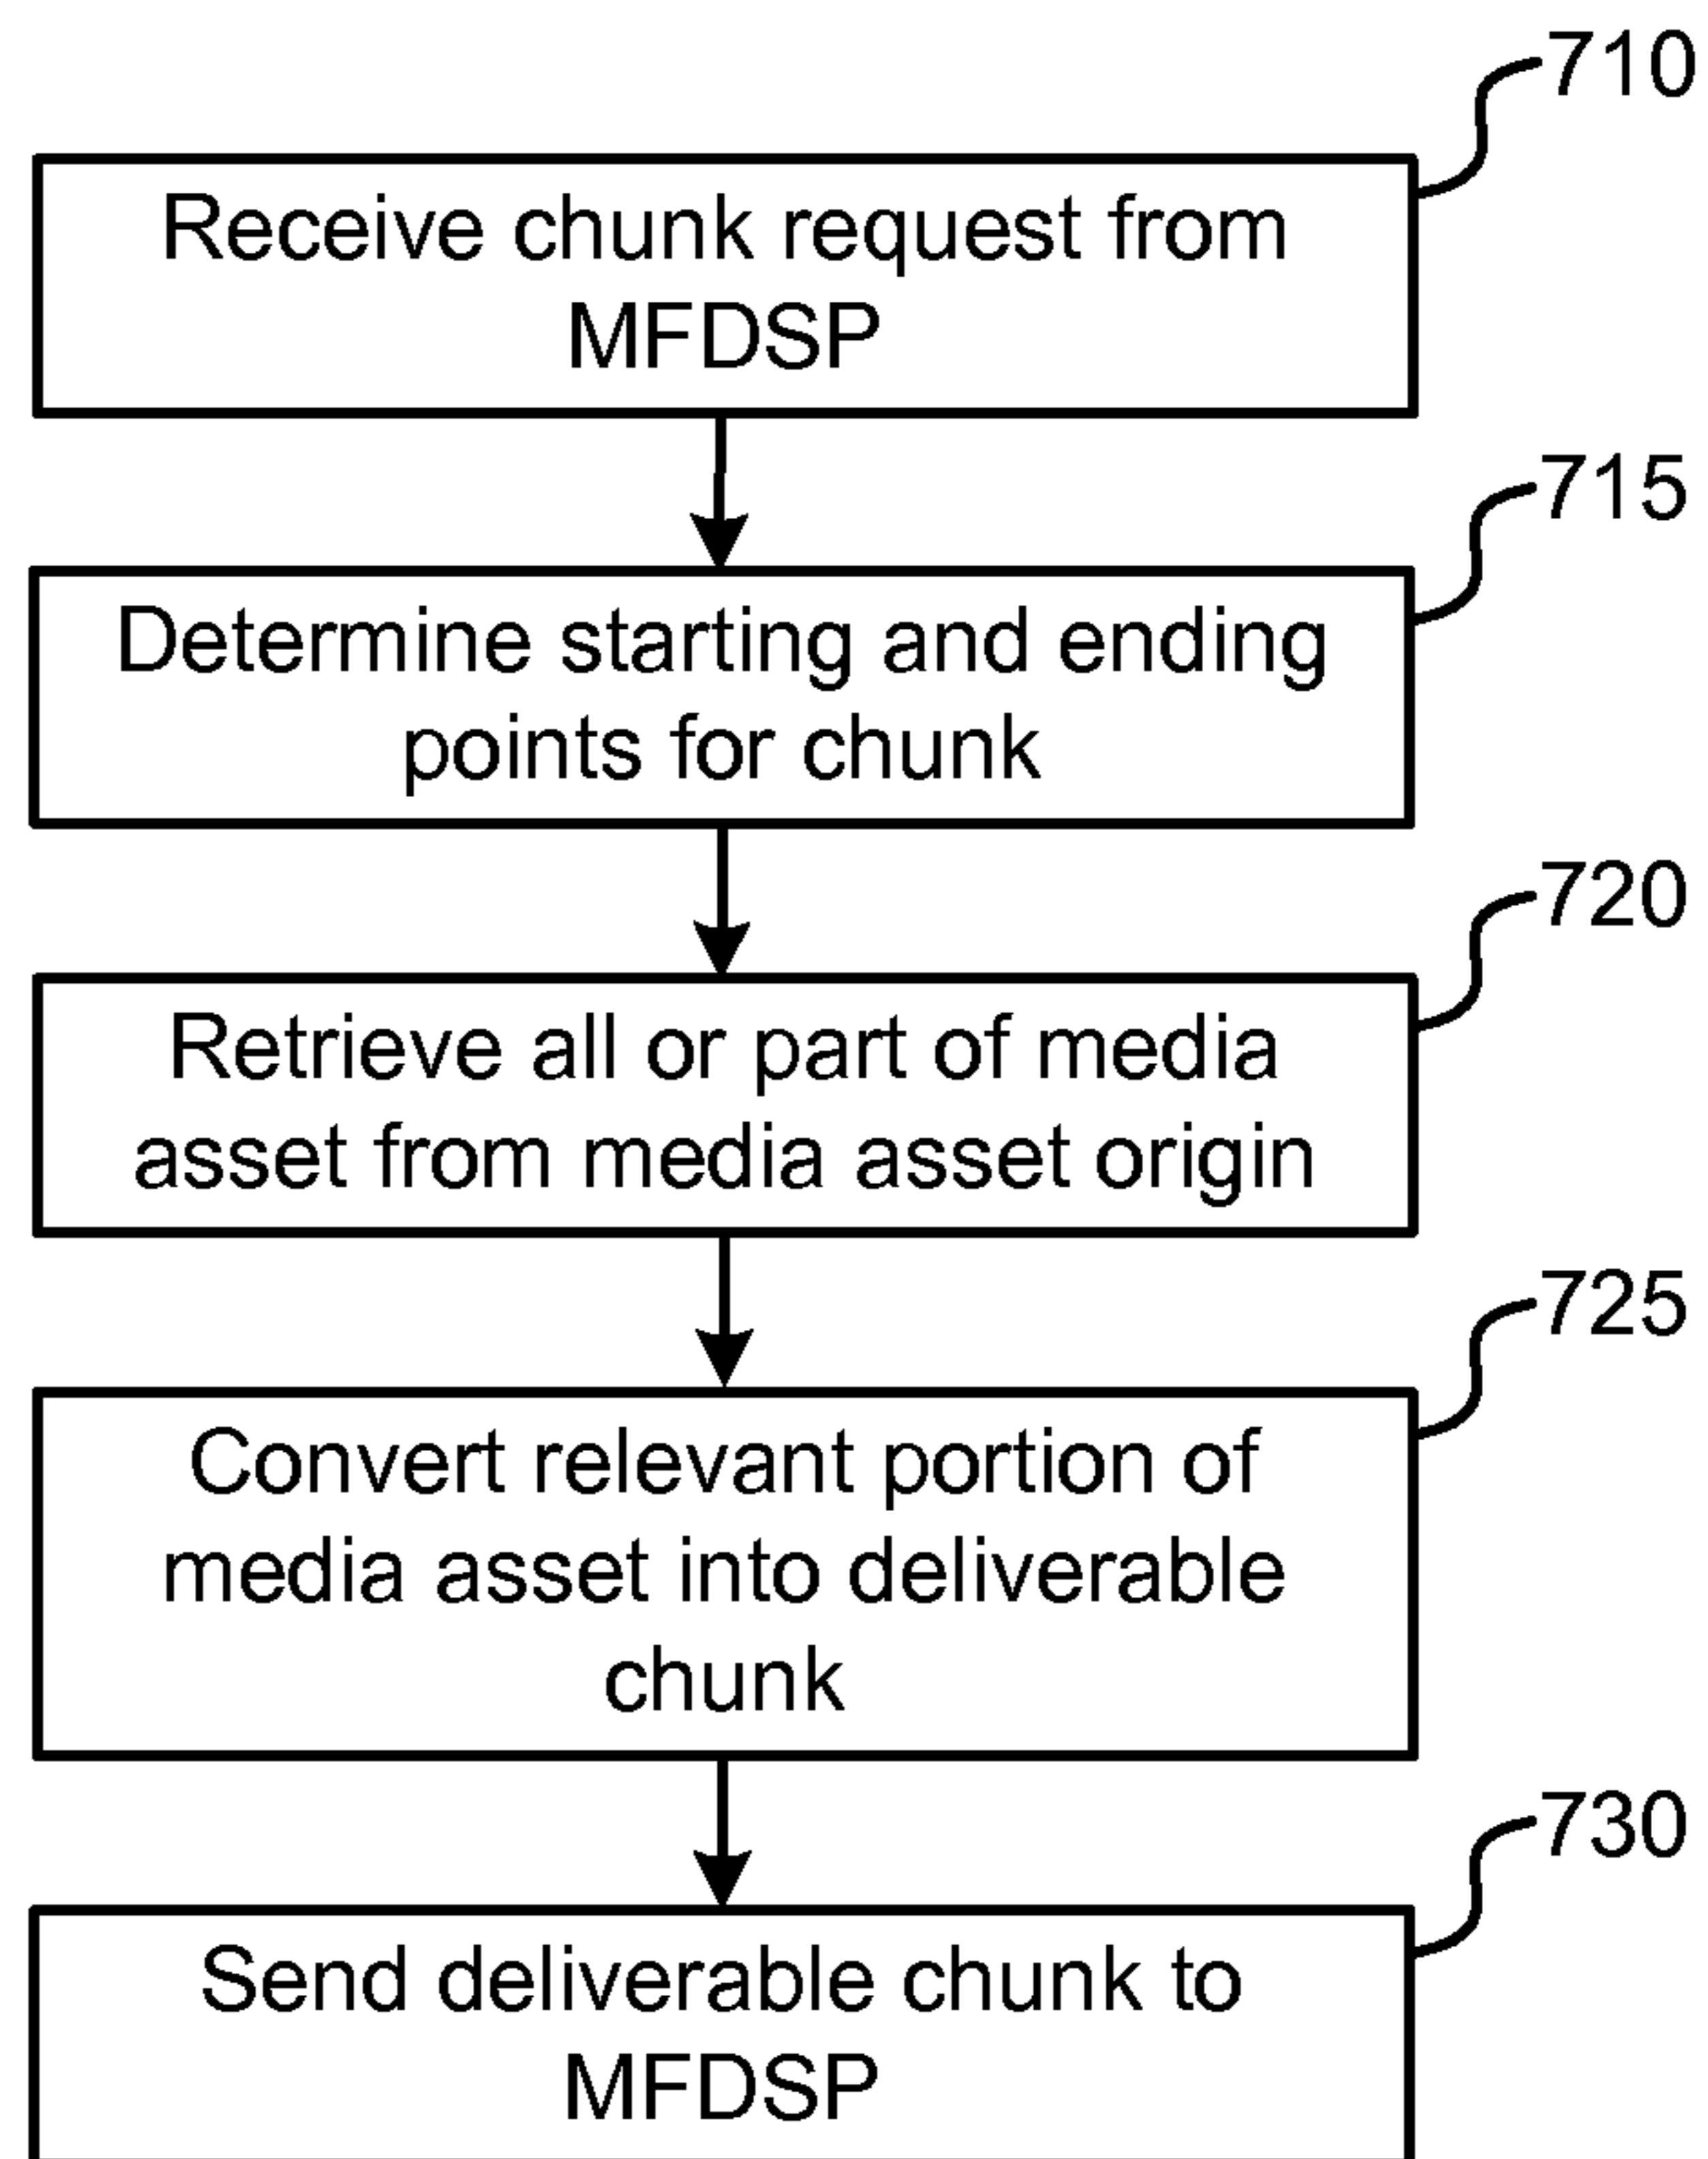 710
Receive chunk request from
MFDSP
715
Determine starting and ending
points for chunk
720
Retrieve all or part of media
asset from media asset origin
725
Convert relevant portion of
media asset into deliverable
chunk
730
Send deliverable chunk to
MFDSP